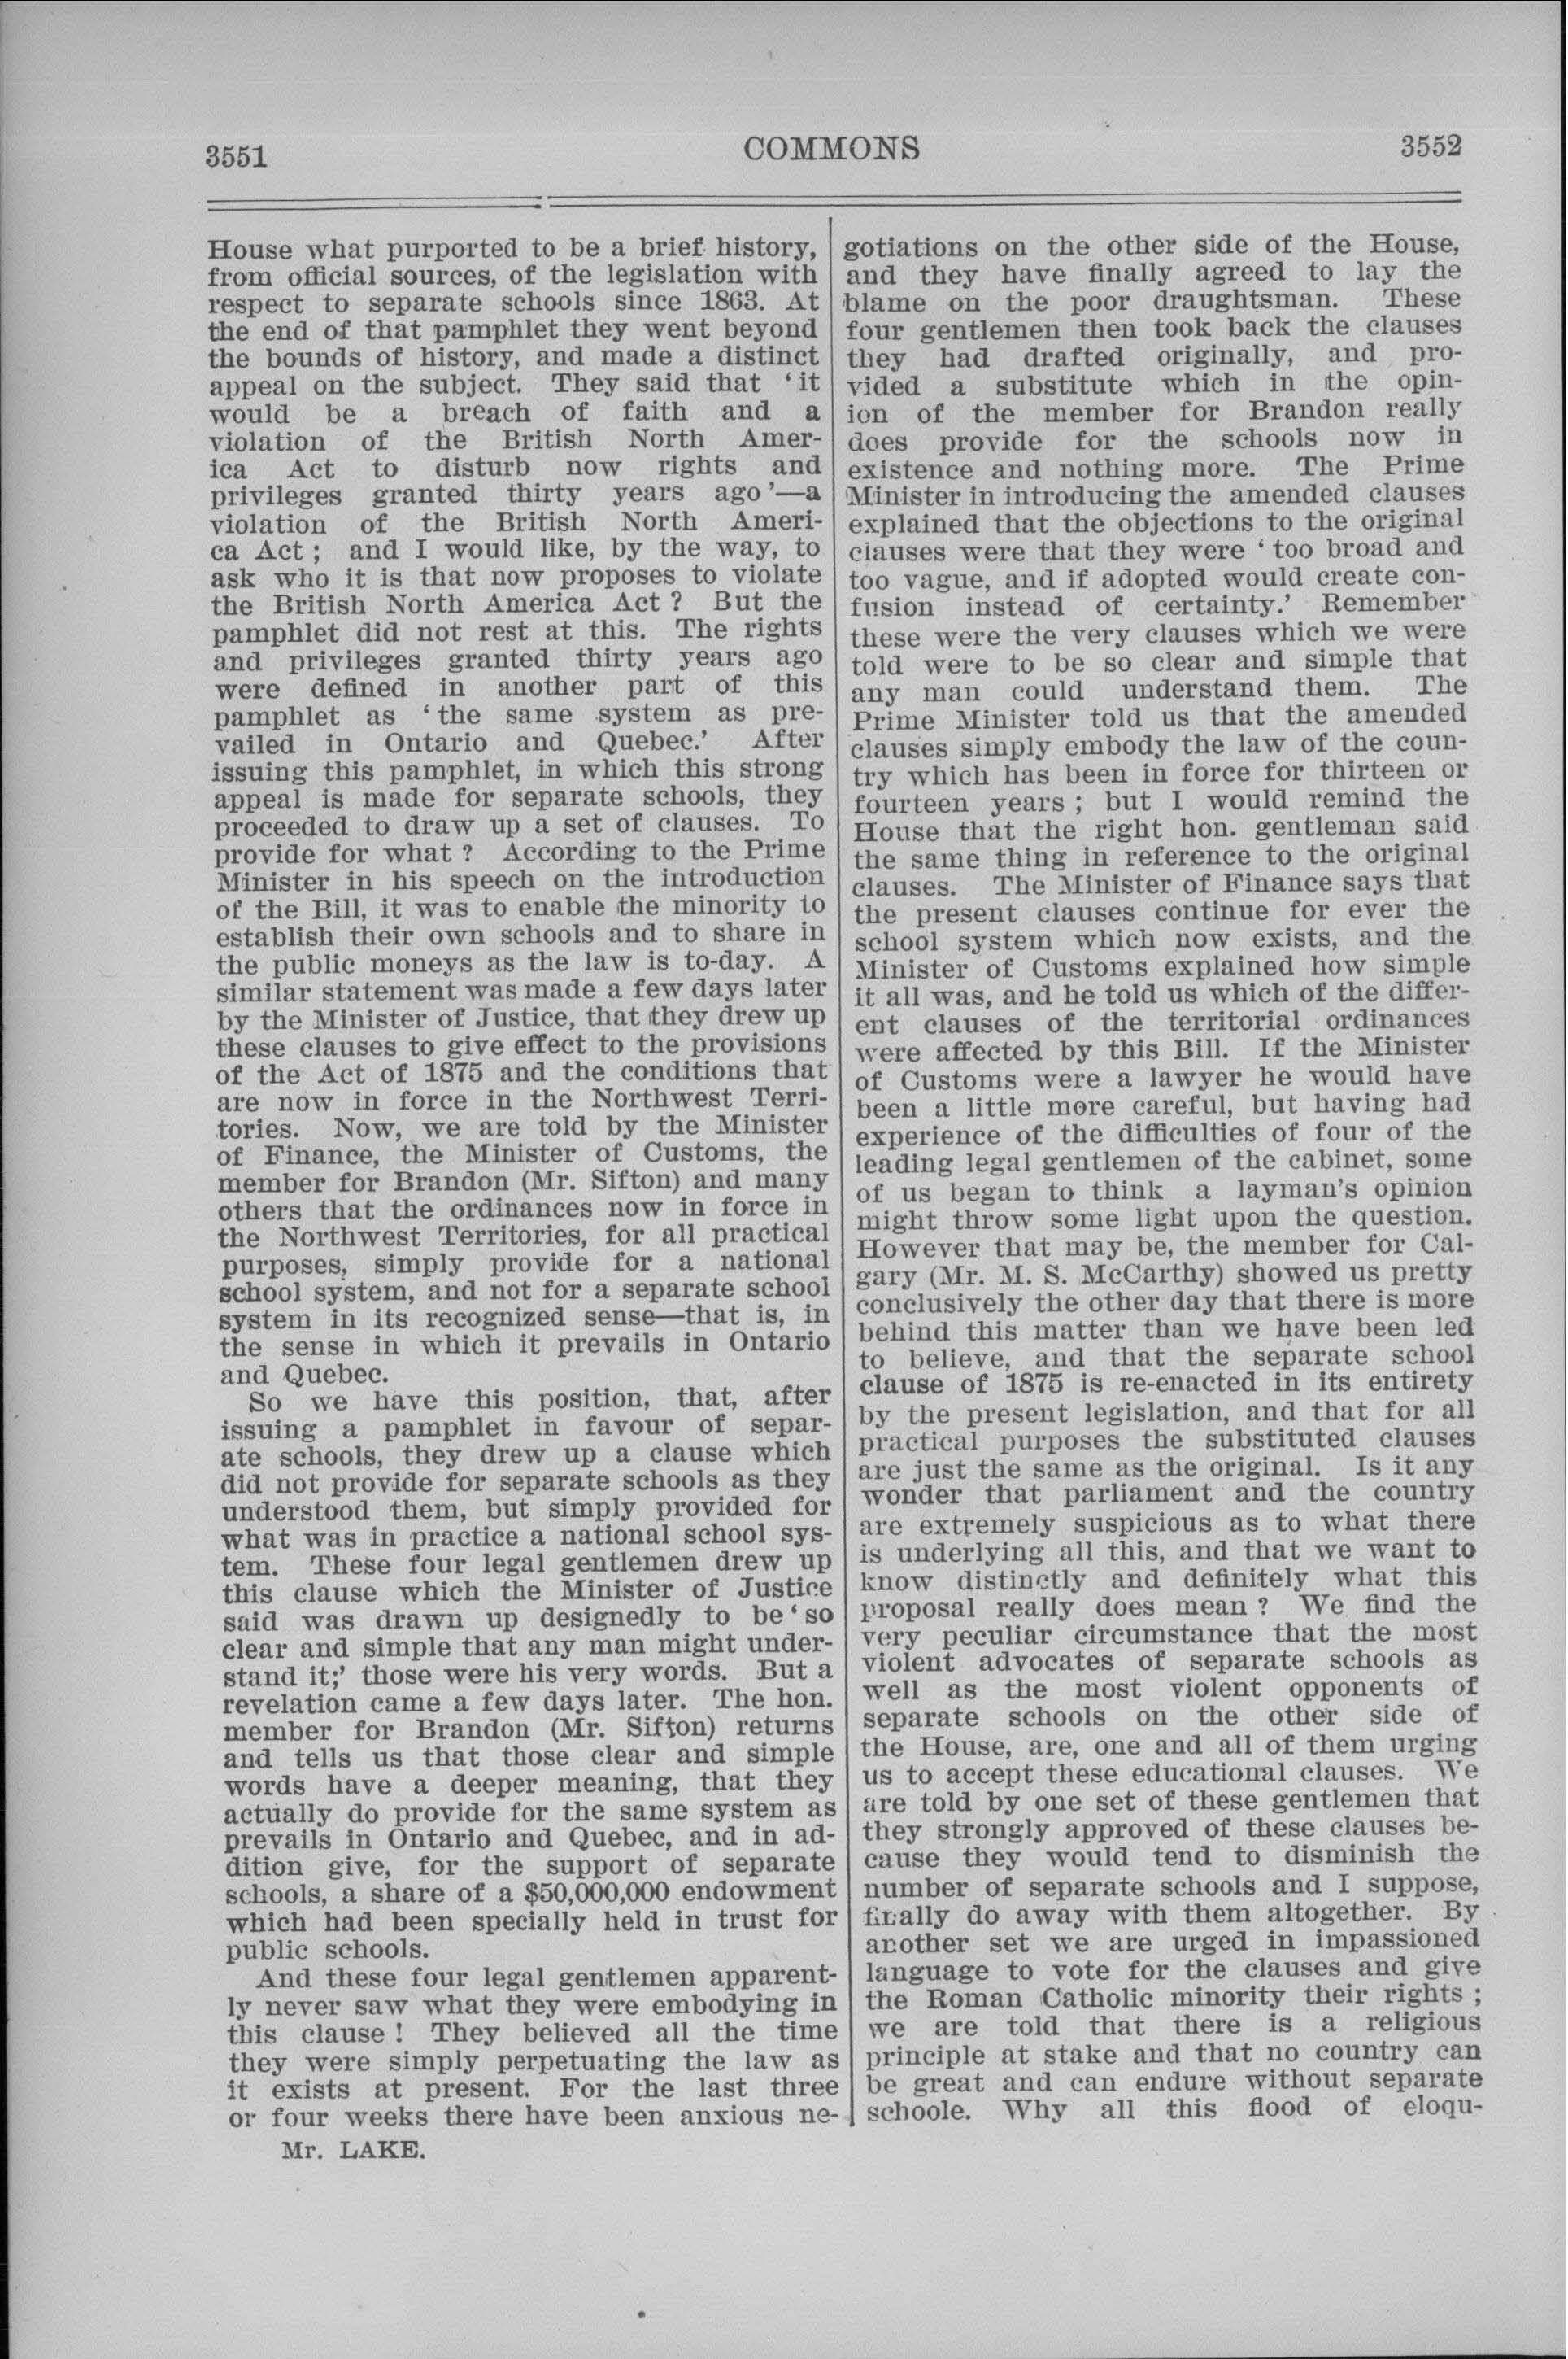 3551
COMMONS
3552
House what purported to be a brief history,
from official sources, of the legislation with
respect to separate schools since 1863. At
the end of that pamphlet they went beyond
the bounds of history, and made a distinct
appeal on the subject. They said that ‘it
would be a breach of faith and a
violation of the British North Amer-
ica Act to disturb now rights and
privileges granted thirty years ago’—a
violation of the British North Ameri-
ca Act ; and I would like, by the way, to
ask who it is that now proposes to violate
the British North America Act ? But the
pamphlet did not rest at this. The rights
and privileges granted thirty years ago
were defined in another part of this
pamphlet as ‘the same system as pre-
vailed in Ontario and Quebec.’ After
issuing this pamphlet, in which this strong
appeal is made for separate schools, they
proceeded to draw up a set of clauses. To
provide for what ? According to the Prime
Minister in his speech on the introduction
of the Bill, it was to enable the minority to
establish their own schools and to share in
the public moneys as the law is to-day. A
similar statement was made a few days later
by the Minister of Justice, that they drew up
these clauses to give effect to the provisions
of the Act of 1875 and the conditions that
are now in force in the Northwest Terri-
tories. Now, we are told by the Minister
of Finance, the Minister of Customs, the
member for Brandon (Mr. Sifton) and many
others that the ordinances now in force in
the Northwest Territories, for all practical
purposes, simply provide for a national
school system, and not for a separate school
system in its recognized sense—that is, in
the sense in which it prevails in Ontario
and Quebec.
So we have this position, that, after
issuing a pamphlet in favour of separ-
ate schools, they drew up a clause which
did not provide for separate schools as they
understood them, but simply provided for
what was in practice a national school sys-
tem. These four legal gentlemen drew up
this clause which the Minister of Justice
said was drawn up designedly to be ‘so
clear and simple that any man might under-
stand it;’ those were his very words. But a
revelation came a few days later. The hon.
member for Brandon (Mr. Sifton) returns
and tells us that those clear and simple
words have a deeper meaning, that they
actually do provide for the same system as
prevails in Ontario and Quebec, and in ad-
dition give, for the support of separate
schools, a share of a $50,000,000 endowment
which had been specially held in trust for
public schools.
And these four legal gentlemen apparent-
ly never saw what they were embodying in
this clause ! They believed all the time
they were simply perpetuating the law as
it exists at present. For the last three
or four weeks there have been anxious ne-
Mr. LAKE.
gotiations on the other side of the House,
and they have finally agreed to lay the
blame on the poor draughtsman. These
four gentlemen then took back the clauses
they had drafted originally, and pro-
vided a substitute which in the opin-
ion of the member for Brandon really
does provide for the schools now in
existence and nothing more. The Prime
Minister in introducing the amended clauses
explained that the objections to the original
clauses were that they were ‘too broad and
too vague, and if adopted would create con-
fusion instead of certainty.’ Remember
these were the very clauses which we were
told were to be so clear and simple that
any man could understand them. The
Prime Minister told us that the amended
clauses simply embody the law of the coun-
try which has been in force for thirteen or
fourteen years ; but I would remind the
House that the right hon. gentleman said
the same thing in reference to the original
clauses. The Minister of Finance says that
the present clauses continue for ever the
school system which now exists, and the
Minister of Customs explained how simple
it all was, and he told us which of the differ-
ent clauses of the territorial ordinances
were affected by this Bill. If the Minister
of Customs were a lawyer he would have
been a little more careful, but having had
experience of the difficulties of four of the
leading legal gentlemen of the cabinet, some
of us began to think a layman's opinion
might throw some light upon the question.
However that may be, the member for Cal-
gary (Mr. M. S. McCarthy) showed us pretty
conclusively the other day that there is more
behind this matter than we have been led
to believe, and that the separate school
clause of 1875 is re-enacted in its entirety
by the present legislation, and that for all
practical purposes the substituted clauses
are just the same as the original. Is it any
wonder that parliament and the country
are extremely suspicious as to what there
is underlying all this, and that we want to
know distinctly and definitely what this
proposal really does mean ? We find the
very peculiar circumstance that the most
violent advocates of separate schools as
well as the most violent opponents of
separate schools on the other side of
the House, are, one and all of them urging
us to accept these educational clauses. We
are told by one set of these gentlemen that
they strongly approved of these clauses be-
cause they would tend to disminish the
number of separate schools and I suppose,
finally do away with them altogether. By
another set we are urged in impassioned
language to vote for the clauses and give
the Roman Catholic minority their rights ;
we are told that there is a religious
principle at stake and that no country can
be great and can endure without separate
schoole. Why all this flood of eloqu-